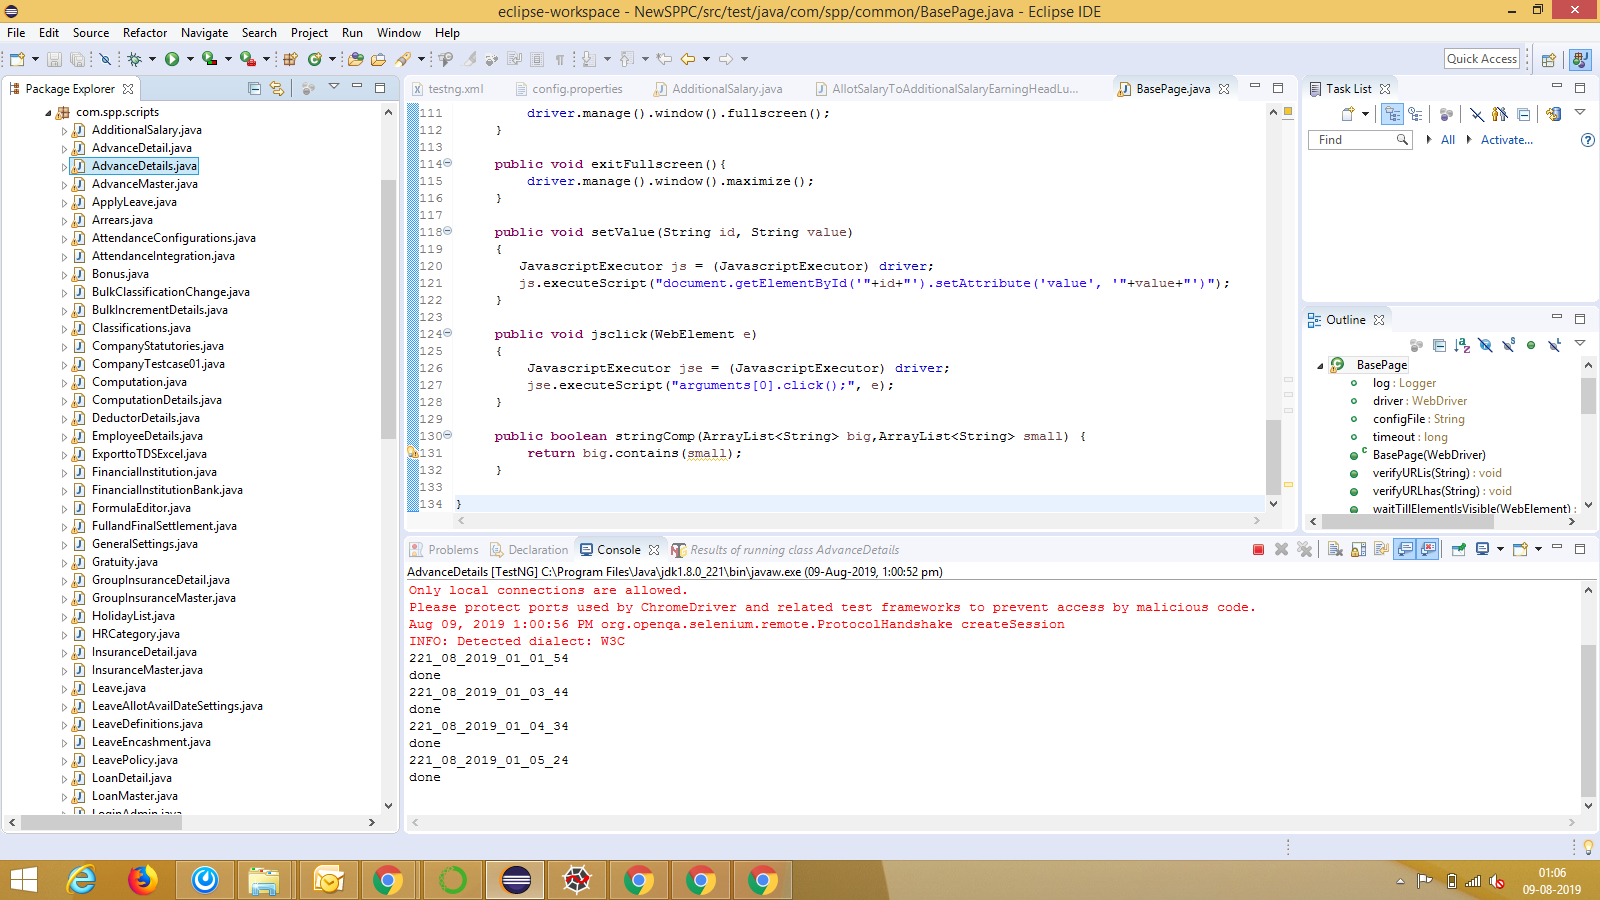 eclipse-workspace - NewSPPC/src/test/java/com/spp/common/BasePage.java - Eclipse IDE
File Edit Source Refactor Navigate Search Project Run Window Help
Quick Access
Package Explorer
com.spp.scripts
AdditionalSalary.java
AdvanceDetail.java
AdvanceDetails.java
AdvanceMaster.java
ApplyLeave.java
Arrears.java
AttendanceConfigurations.java
AttendanceIntegration.java
Bonus.java
BulkClassificationChange.java
BulkIncrementDetails.java
Classifications.java
CompanyStatutories.java
CompanyTestcase01.java
Computation.java
ComputationDetails.java
DeductorDetails.java
EmployeeDetails.java
ExporttoTDSExcel.java
FinancialInstitution.java
FinancialInstitutionBank.java
FormulaEditor.java
FullandFinalSettlement.java
GeneralSettings.java
Gratuity.java
GroupInsuranceDetail.java
GroupInsuranceMaster.java
HolidayList.java
HRCategory.java
InsuranceDetail.java
InsuranceMaster.java
Leave.java
LeaveAllotAvailDateSettings.java
LeaveDefinitions.java
LeaveEncashment.java
LeavePolicy.java
LoanDetail.java
LoanMaster.java
LoginAdmin.java
testng.xml config.properties AdditionalSalary.java AllotSalaryToAdditionalSalaryEarningHeadLu... BasePage.java
111 driver.manage().window().fullscreen();
112 }
113
114 public void exitFullscreen(){
115 driver.manage().window().maximize();
116 }
117
118 public void setValue(String id, String value)
119 {
120 JavascriptExecutor js = (JavascriptExecutor) driver;
121 js.executeScript("document.getElementById('"+id+"').setAttribute('value', '"+value+"')");
122 }
123
124 public void jsclick(WebElement e)
125 {
126 JavascriptExecutor jse = (JavascriptExecutor) driver;
127 jse.executeScript("arguments[0].click();", e);
128 }
129
130 public boolean stringComp(ArrayList<String> big,ArrayList<String> small) {
131 return big.contains(small);
132 }
133
134 }
Task List
Find All Activate...
Outline
BasePage
log : Logger
driver : WebDriver
configFile : String
timeout : long
BasePage(WebDriver)
verifyURLis(String) : void
verifyURLhas(String) : void
waitTillElementIsVisible(WebElement) :
Problems Declaration Console Results of running class AdvanceDetails
AdvanceDetails [TestNG] C:\Program Files\Java\jdk1.8.0_221\bin\javaw.exe (09-Aug-2019, 1:00:52 pm)
Only local connections are allowed.
Please protect ports used by ChromeDriver and related test frameworks to prevent access by malicious code.
Aug 09, 2019 1:00:56 PM org.openqa.selenium.remote.ProtocolHandshake createSession
INFO: Detected dialect: W3C
221_08_2019_01_01_54
done
221_08_2019_01_03_44
done
221_08_2019_01_04_34
done
221_08_2019_01_05_24
done
01:06
09-08-2019